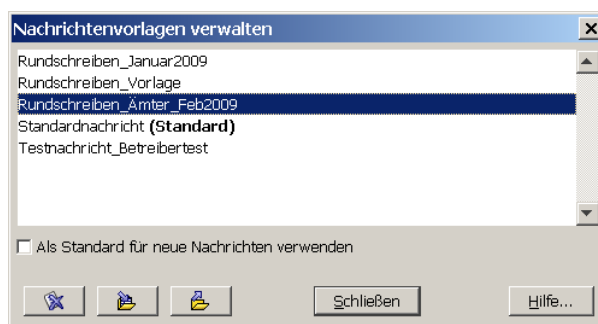 Nachrichtenvorlagen verwalten
Rundschreiben_Januar2009
Rundschreiben_Vorlage
Rundschreiben_Ämter_Feb2009
Standardnachricht (Standard)
Testnachricht_Betreibertest
Als Standard für neue Nachrichten verwenden
Schließen Hilfe...